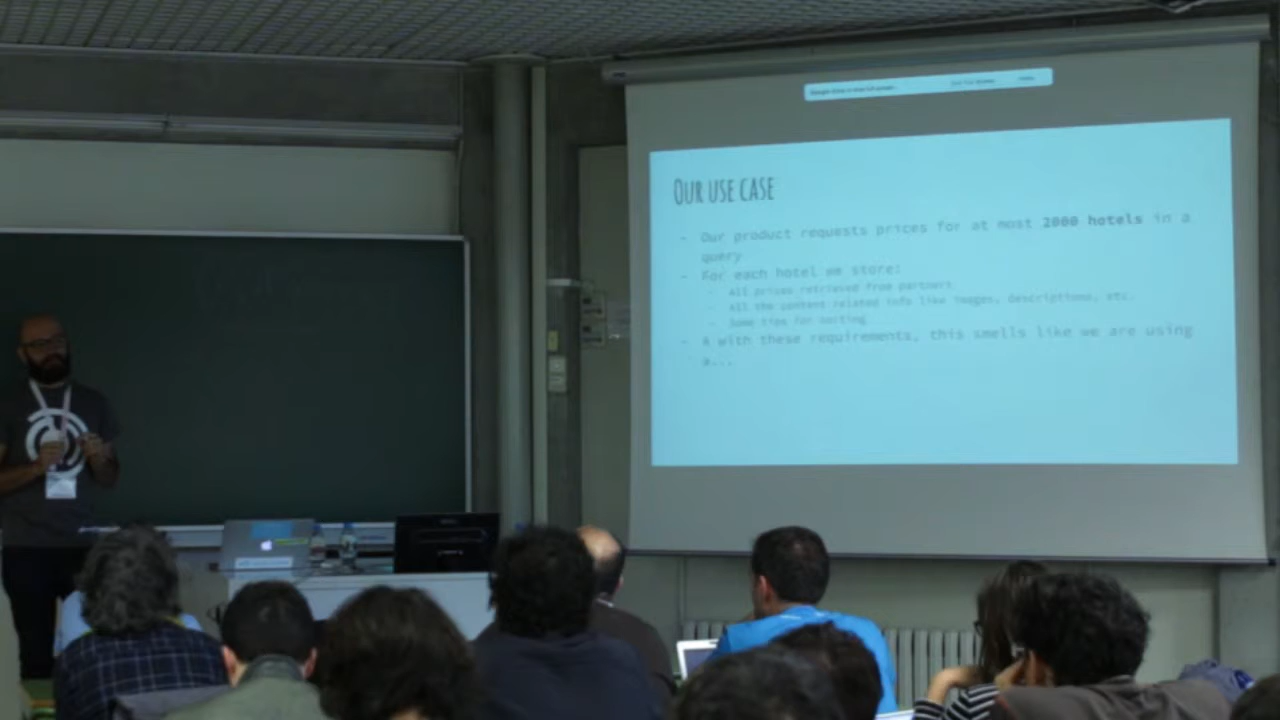 OUR USE CASE
- Our product requests prices for at most 2000 hotels in a
query
- For each hotel we store:
- All prices retrieved from partners
- All the content related info like images, descriptions, etc.
- Some tips for sorting
- A with these requirements, this smells like we are using
a...